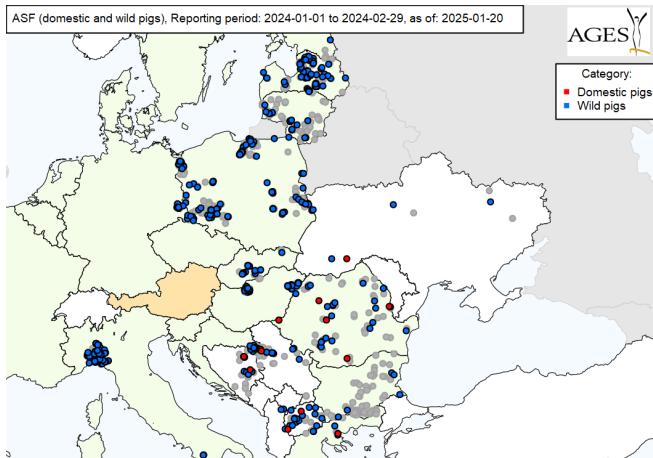 ASF (domestic and wild pigs), Reporting period: 2024-01-01 to 2024-02-29, as of: 2025-01-20
AGES
Category:
Domestic pigs
Wild pigs